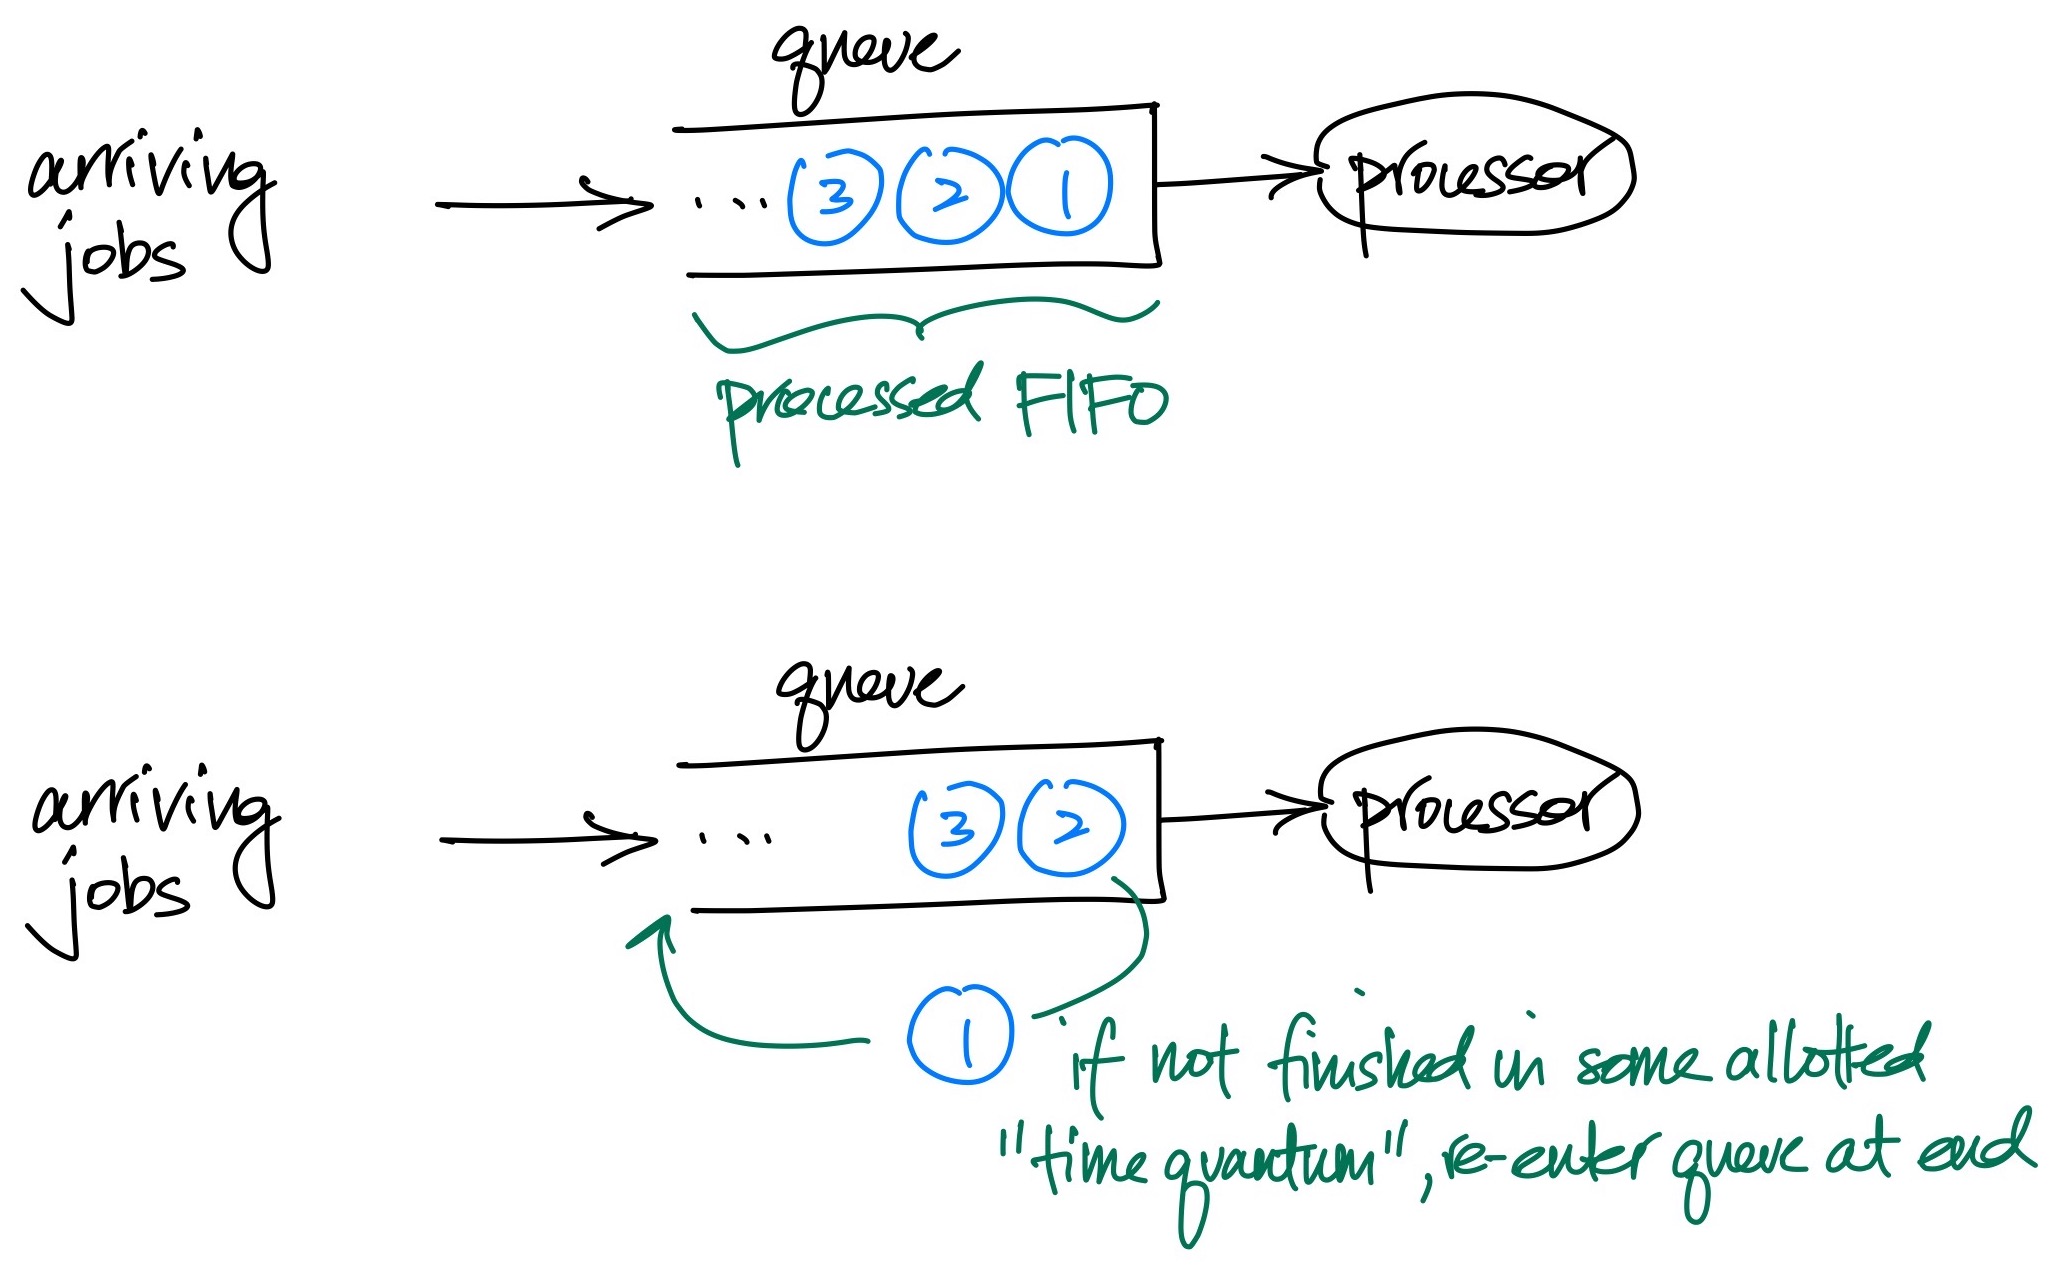 queue
arriving
jobs
... 3 2 1
processor
processed FIFO
queue
arriving
jobs
... 3 2
processor
1
if not finished in some allotted
"time quantum", re-enter queue at end